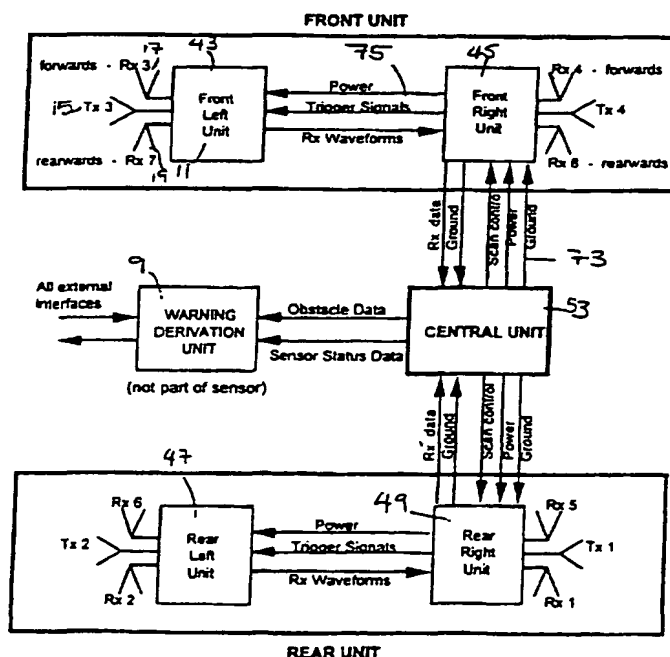 FRONT UNIT
forwards - Rx 3
17
43
75
45
Rx 4 - forwards
15 Tx 3
Front Left Unit
11
Power
Trigger Signals
Rx Waveforms
Front Right Unit
Tx 4
rearwards - Rx 7
19
Rx 8 - rearwards
Rx data
Ground
Scan control
Power
Ground
73
9
All external interfaces
WARNING DERIVATION UNIT
(not part of sensor)
Obstacle Data
Sensor Status Data
CENTRAL UNIT
53
Rx data
Ground
Scan control
Power
Ground
47
49
Rx 6
Tx 2
Rx 2
Rear Left Unit
Power
Trigger Signals
Rx Waveforms
Rear Right Unit
Rx 5
Tx 1
Rx 1
REAR UNIT